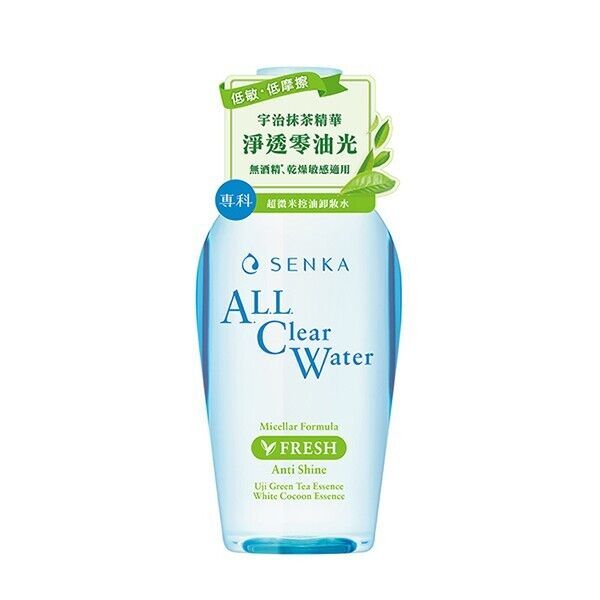 低敏·低摩擦
宇治抹茶精華
淨透零油光
無酒精、乾燥敏感適用
專科
超微米控油卸妝水
SENKA
A.L.L.
Clear
Water
Micellar Formula
FRESH
Anti Shine
Uji Green Tea Essence
White Cocoon Essence